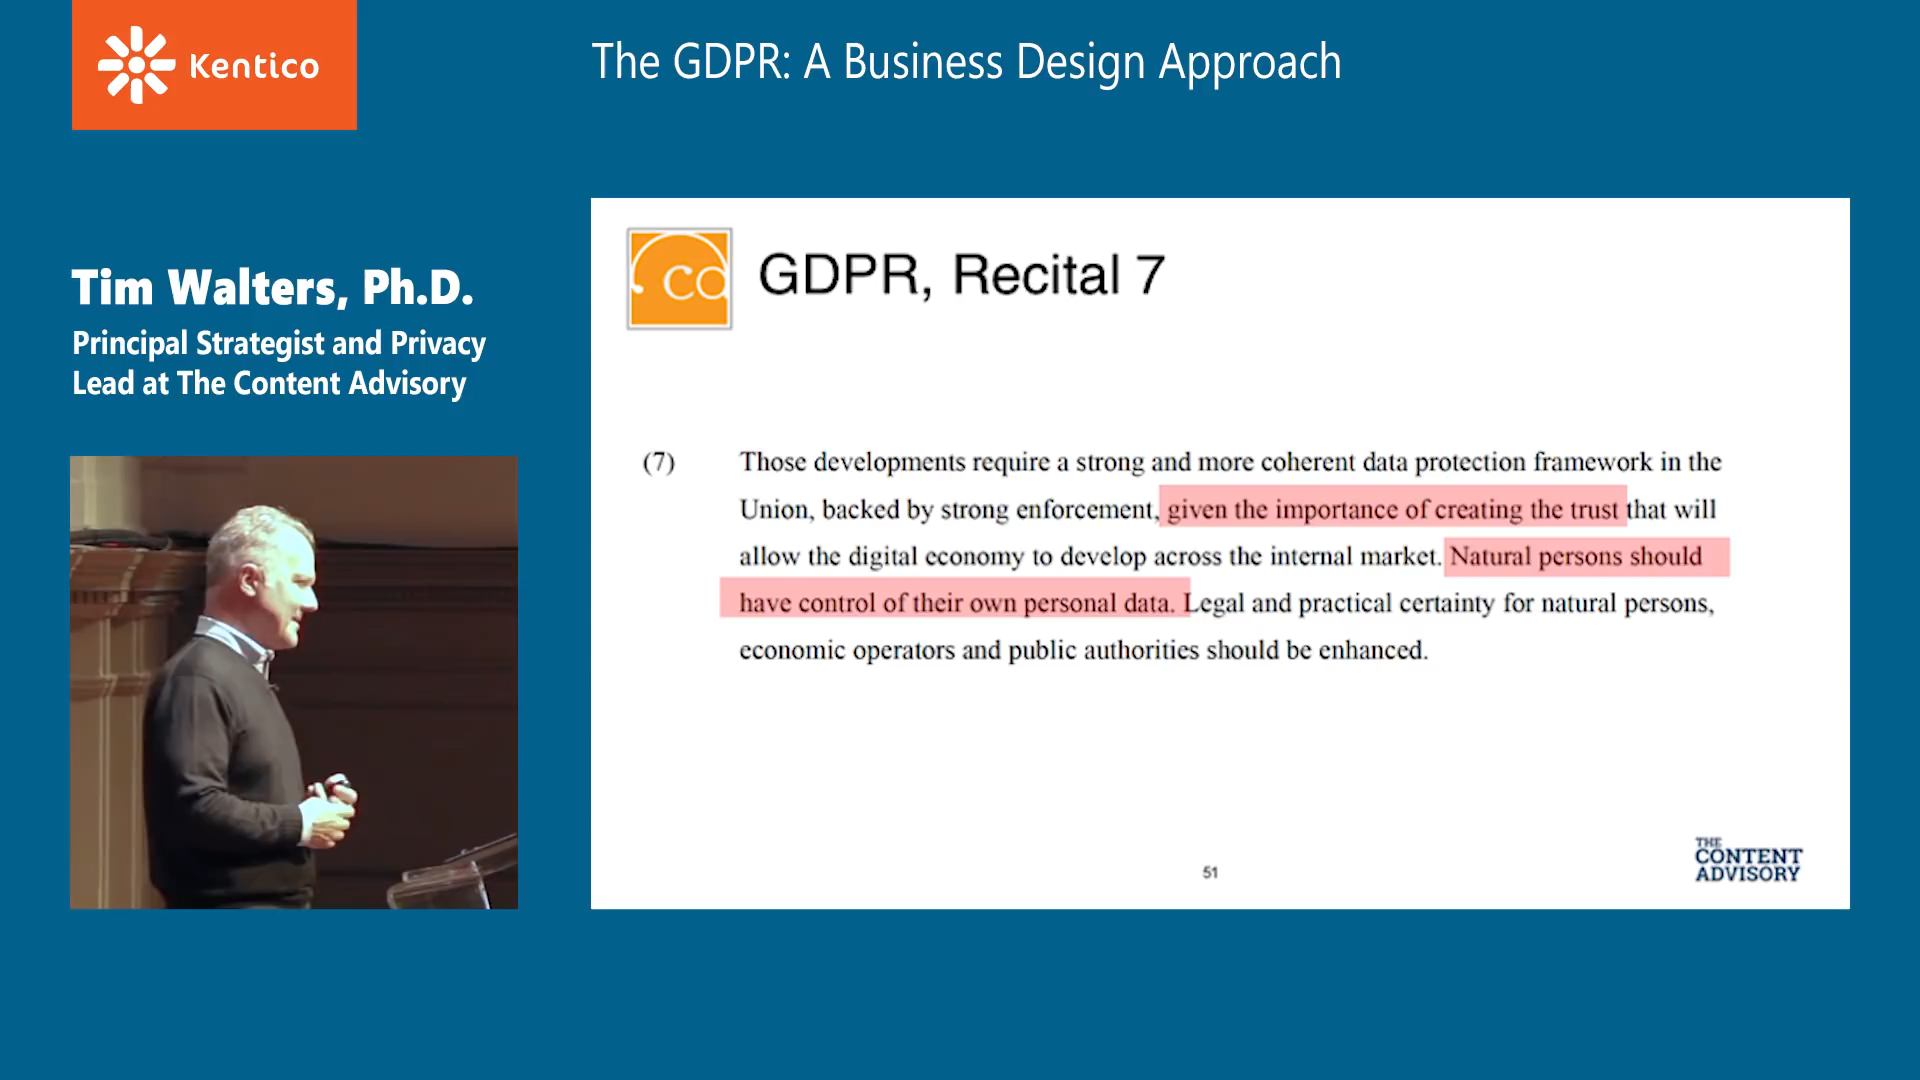 Kentico
The GDPR: A Business Design Approach
Tim Walters, Ph.D.
Principal Strategist and Privacy
Lead at The Content Advisory
ca
GDPR, Recital 7
(7) Those developments require a strong and more coherent data protection framework in the
Union, backed by strong enforcement, given the importance of creating the trust that will
allow the digital economy to develop across the internal market. Natural persons should
have control of their own personal data. Legal and practical certainty for natural persons,
economic operators and public authorities should be enhanced.
51
THE
CONTENT
ADVISORY